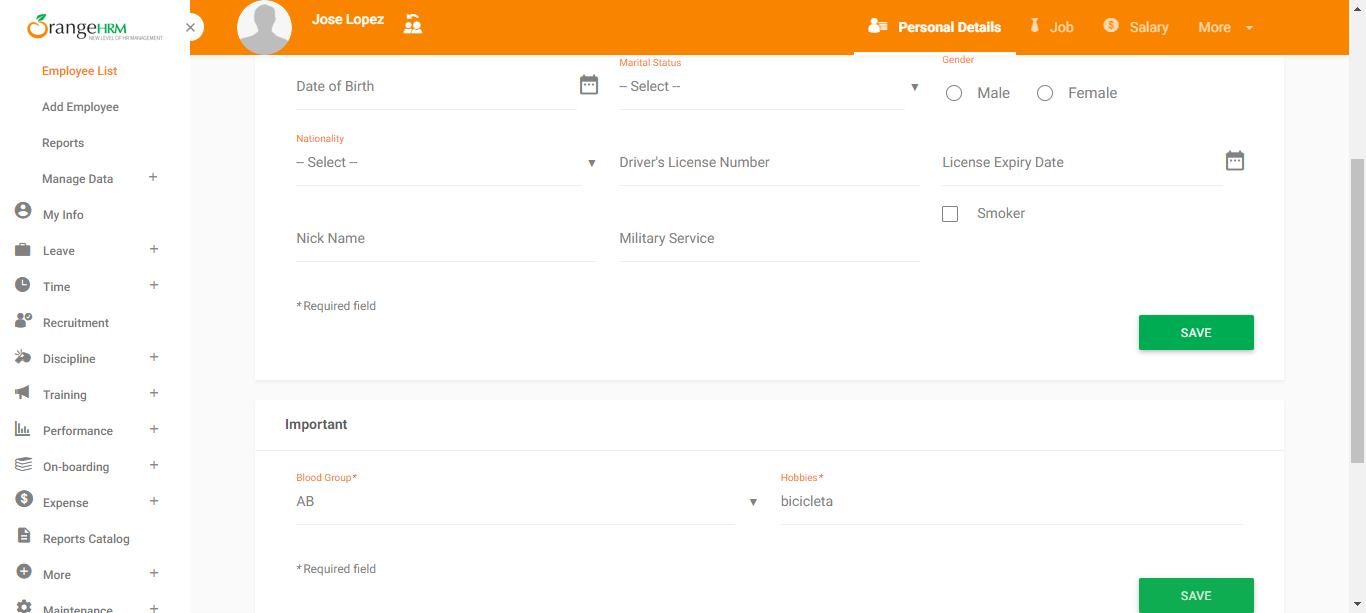 OrangeHRM
NEW LEVEL OF HR MANAGEMENT
Jose Lopez
Personal Details
Job
Salary
More
Employee List
Add Employee
Reports
Manage Data +
My Info
Leave +
Time +
Recruitment
Discipline +
Training +
Performance +
On-boarding +
Expense +
Reports Catalog
More +
Maintenance +
Date of Birth
Marital Status
-- Select --
Gender
Male Female
Nationality
-- Select --
Driver's License Number
License Expiry Date
Nick Name
Military Service
Smoker
* Required field
SAVE
Important
Blood Group*
AB
Hobbies*
bicicleta
* Required field
SAVE